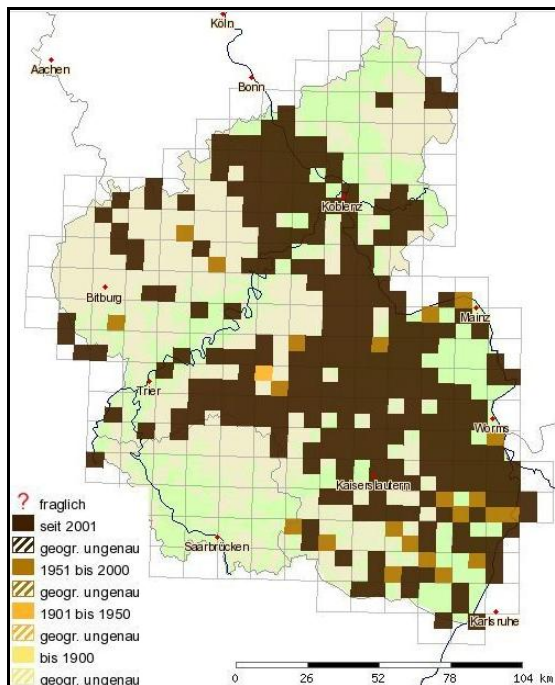 Köln
Aachen
Bonn
Koblenz
Bitburg
Mainz
Trier
Worms
Kaiserslautern
Saarbrücken
Karlsruhe
? fraglich
seit 2001
geogr. ungenau
1951 bis 2000
geogr. ungenau
1901 bis 1950
geogr. ungenau
bis 1900
geogr. ungenau
0 26 52 78 104 km